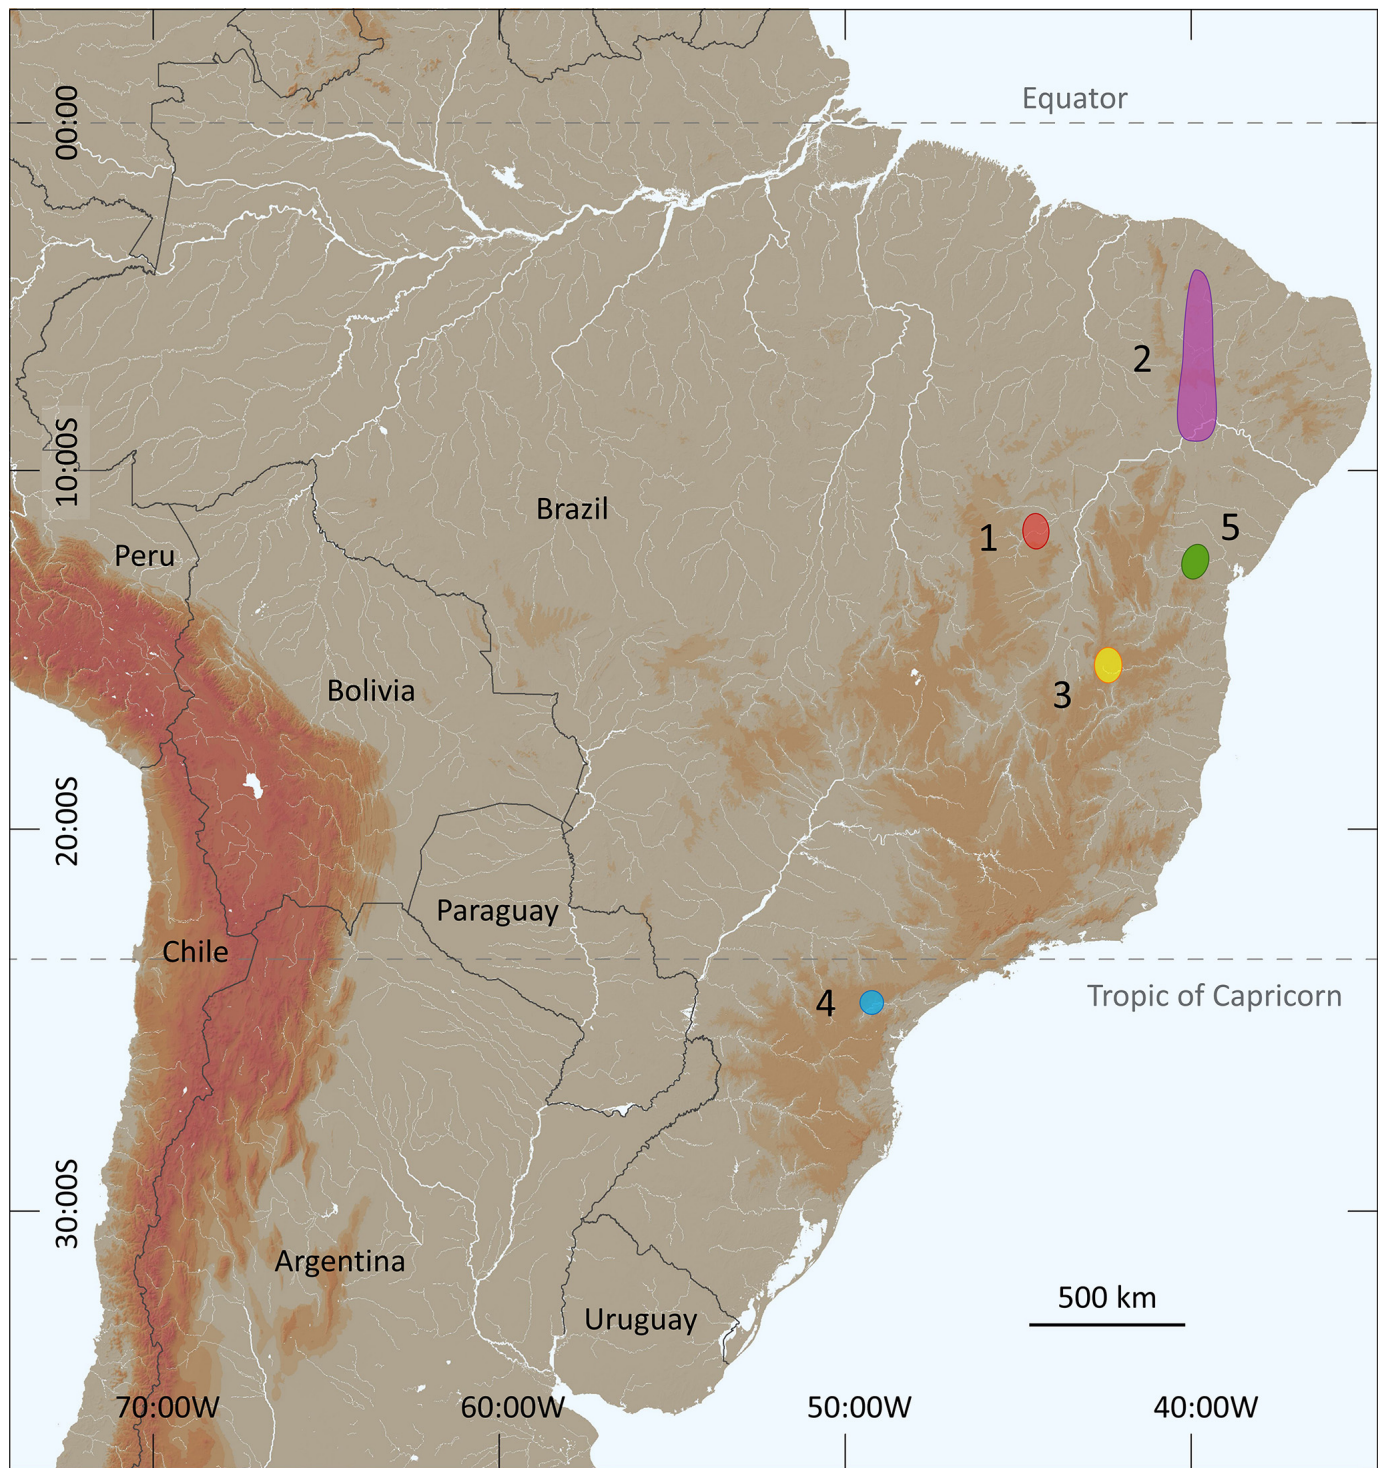 Equator
00:00
2
10:00S
Brazil
5
1
Peru
Bolivia
3
20:00S
Paraguay
Chile
4
Tropic of Capricorn
30:00S
Argentina
500 km
Uruguay
70:00W
60:00W
50:00W
40:00W